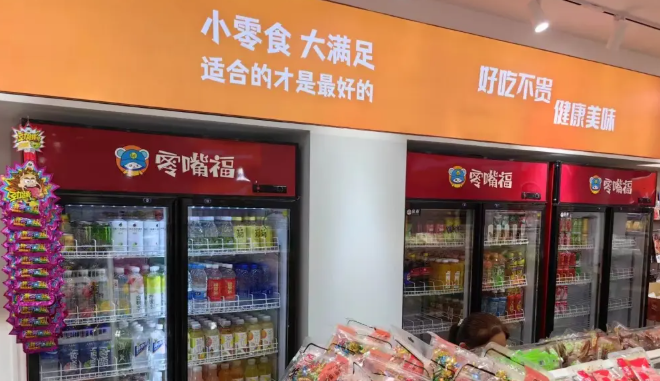 小零食 大满足
适合的才是最好的
好吃不贵
健康美味
零嘴福
零嘴福
零嘴福